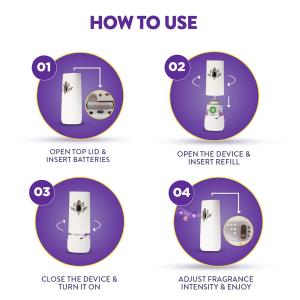 HOW TO USE
01
OPEN TOP LID &
INSERT BATTERIES
02
OPEN THE DEVICE &
INSERT REFILL
03
CLOSE THE DEVICE &
TURN IT ON
04
ADJUST FRAGRANCE
INTENSITY & ENJOY